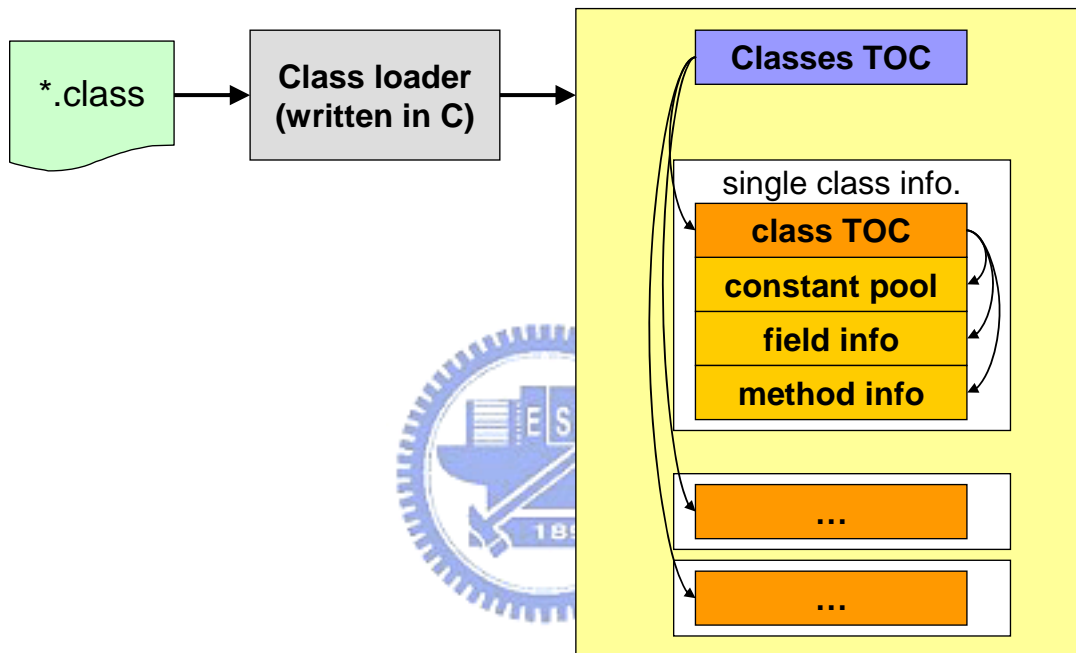 *.class
Class loader
(written in C)
Classes TOC
single class info.
class TOC
constant pool
field info
method info
…
…